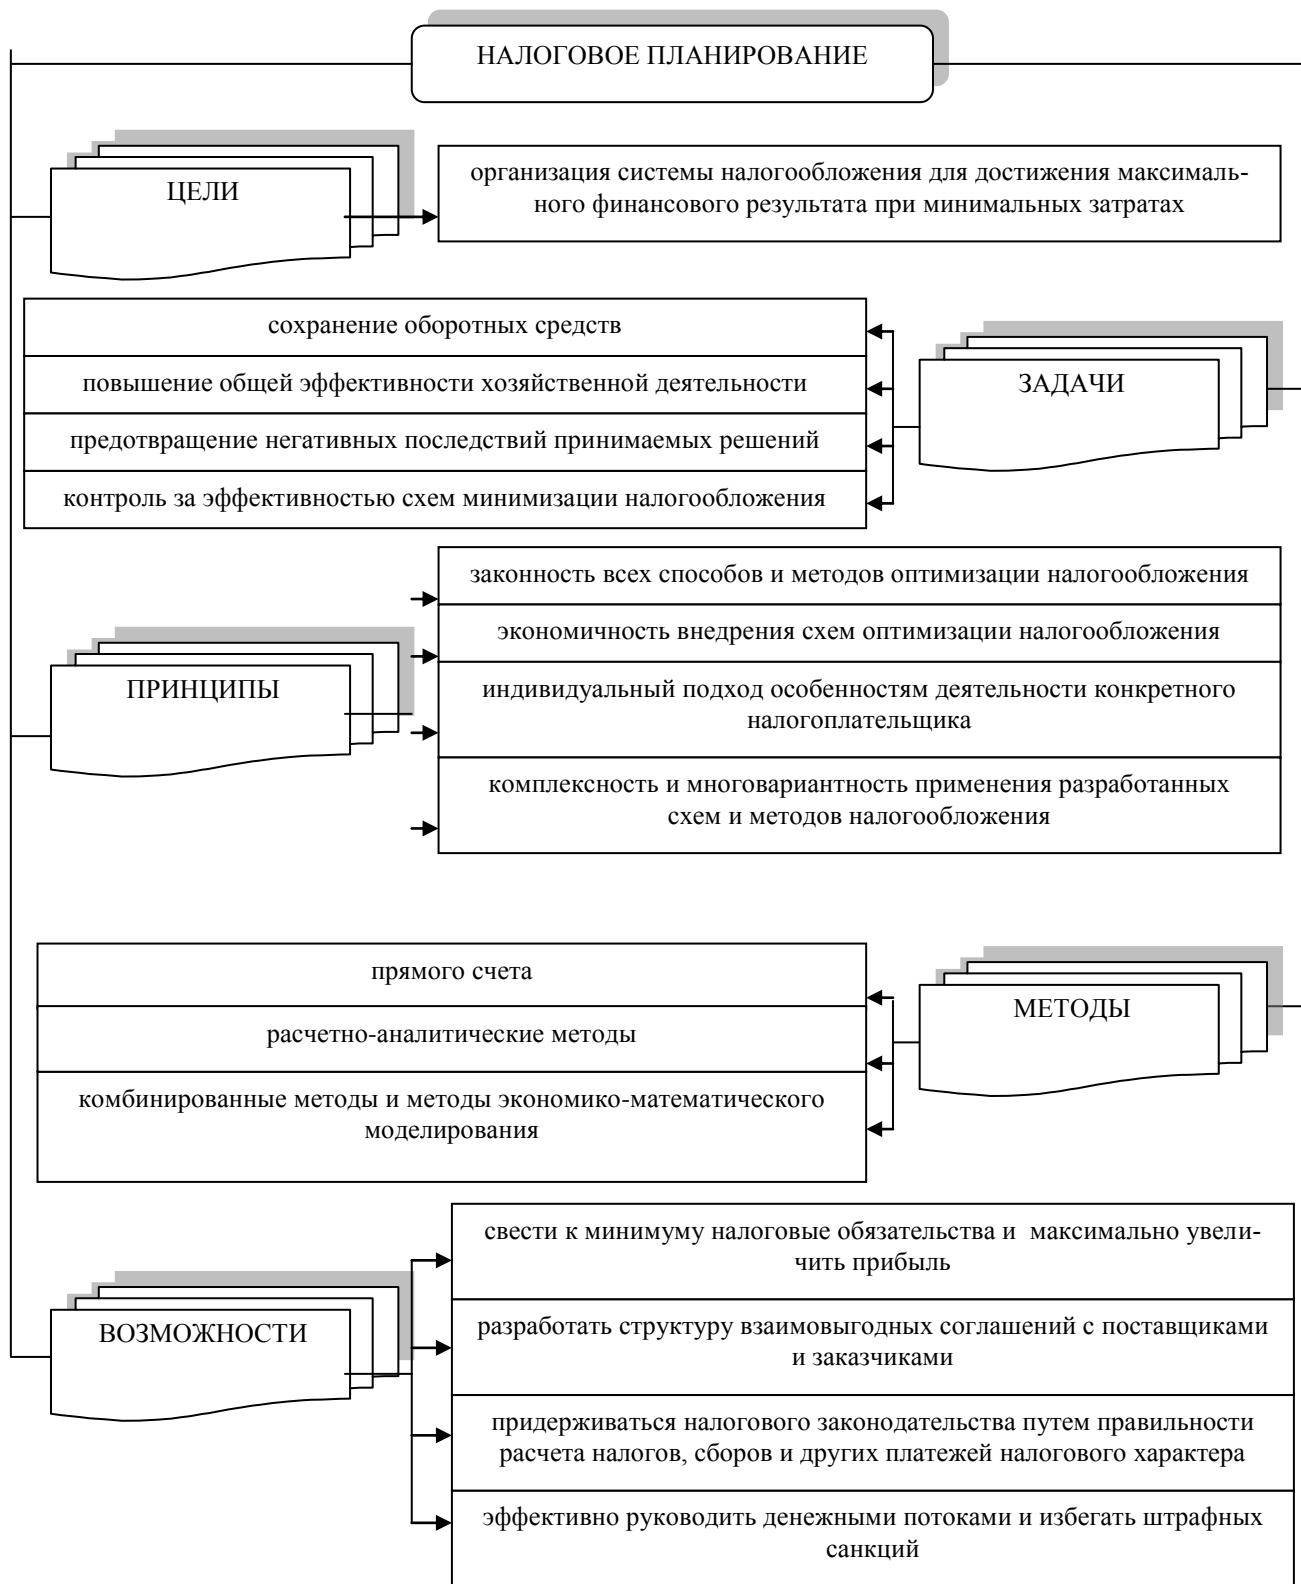 НАЛОГОВОЕ ПЛАНИРОВАНИЕ
ЦЕЛИ
организация системы налогообложения для достижения максималь-
ного финансового результата при минимальных затратах
сохранение оборотных средств
повышение общей эффективности хозяйственной деятельности
предотвращение негативных последствий принимаемых решений
контроль за эффективностью схем минимизации налогообложения
ЗАДАЧИ
ПРИНЦИПЫ
законность всех способов и методов оптимизации налогообложения
экономичность внедрения схем оптимизации налогообложения
индивидуальный подход особенностям деятельности конкретного
налогоплательщика
комплексность и многовариантность применения разработанных
схем и методов налогообложения
прямого счета
расчетно-аналитические методы
комбинированные методы и методы экономико-математического
моделирования
МЕТОДЫ
ВОЗМОЖНОСТИ
свести к минимуму налоговые обязательства и максимально увели-
чить прибыль
разработать структуру взаимовыгодных соглашений с поставщиками
и заказчиками
придерживаться налогового законодательства путем правильности
расчета налогов, сборов и других платежей налогового характера
эффективно руководить денежными потоками и избегать штрафных
санкций